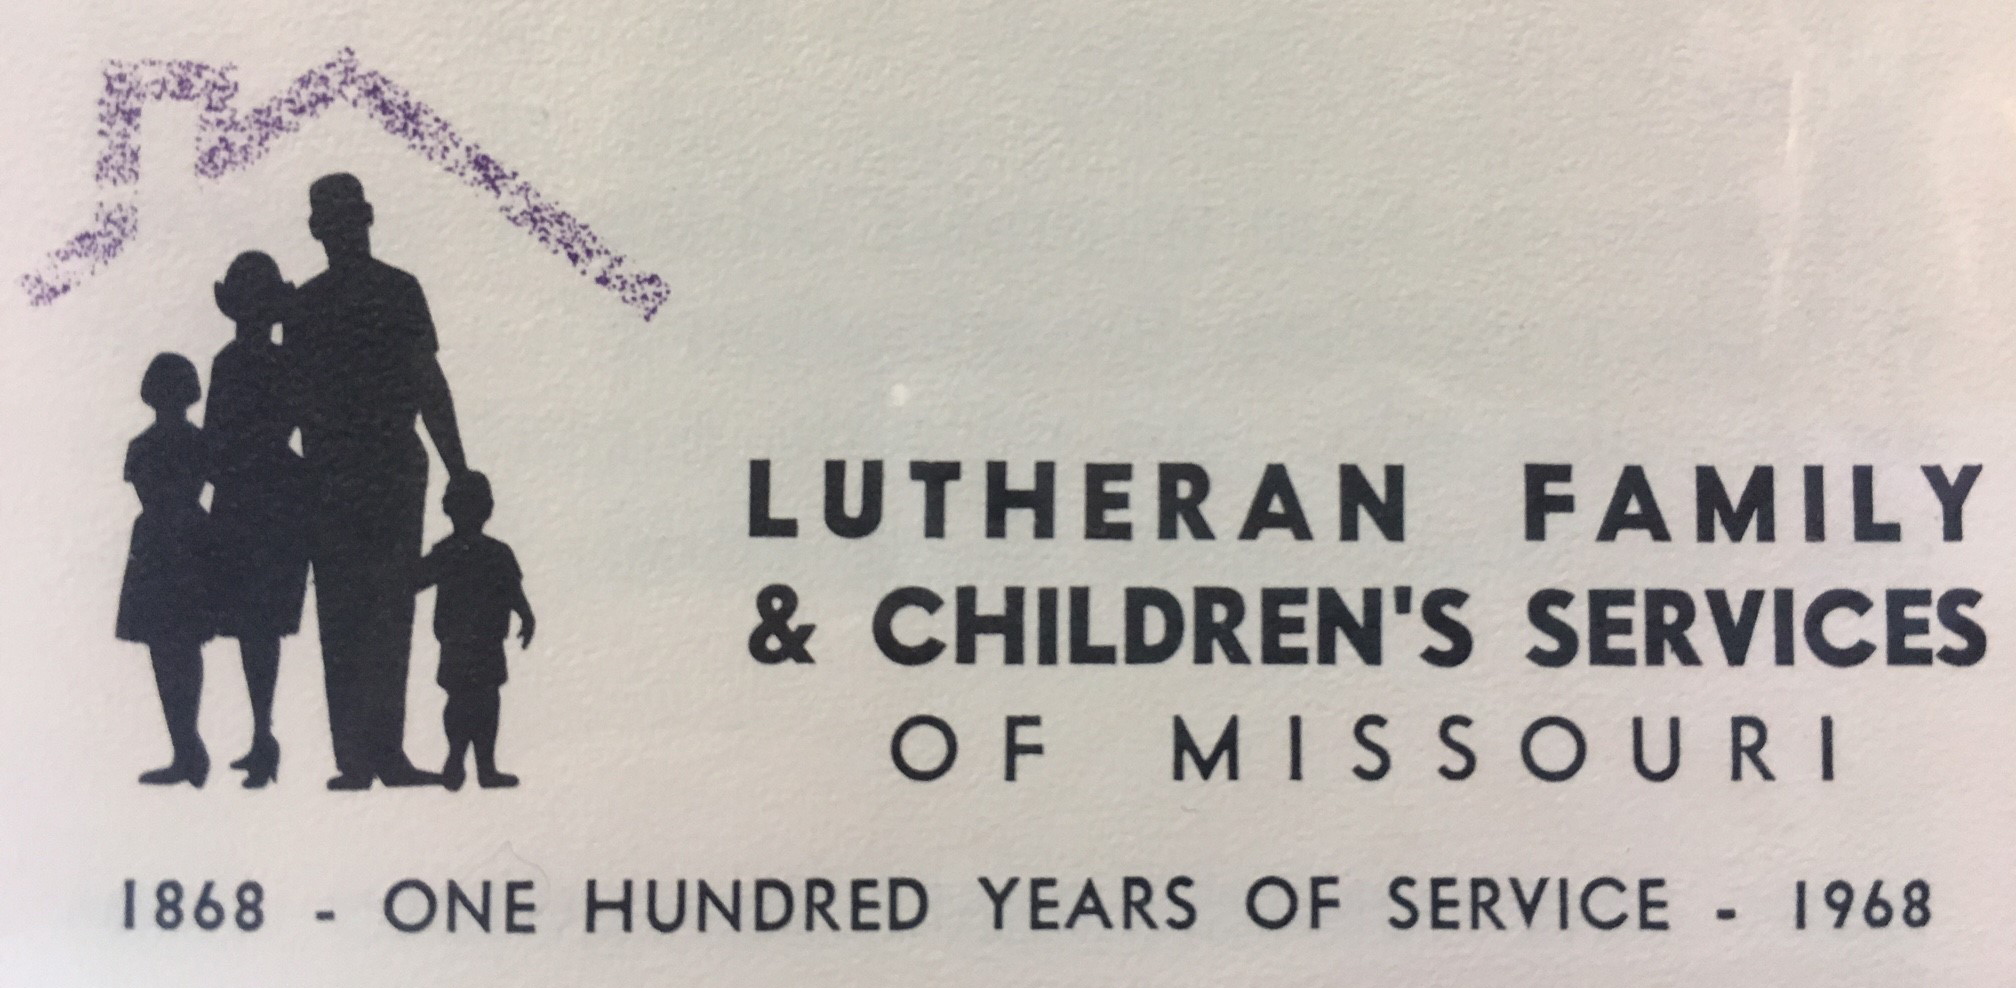 LUTHERAN FAMILY
& CHILDREN'S SERVICES
OF MISSOURI
1868 - ONE HUNDRED YEARS OF SERVICE - 1968